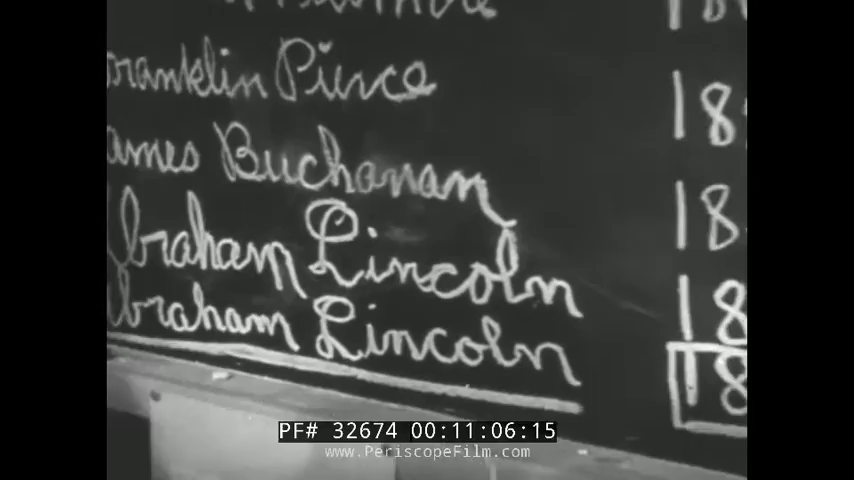 ranklin Pierce 18
ames Buchanan 18
braham Lincoln 18
braham Lincoln 18
PF# 32674 00:11:06:15
www.PeriscopeFilm.com